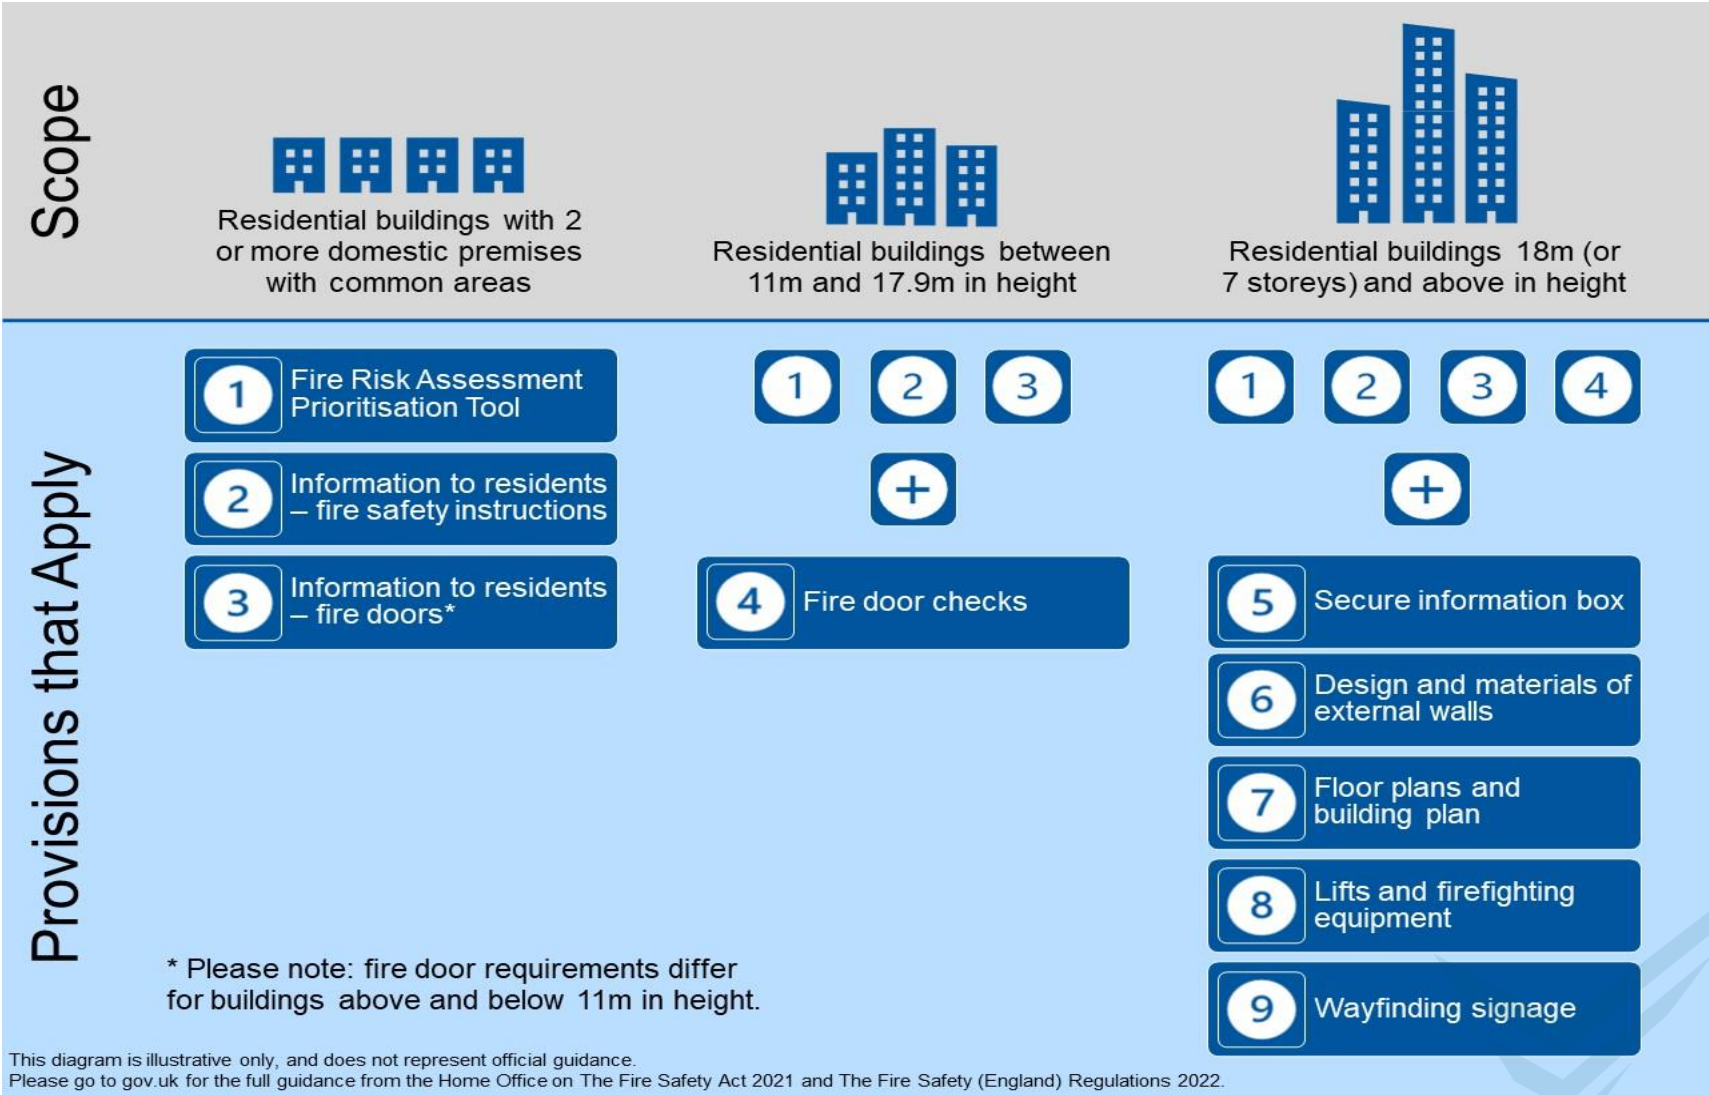 Scope
Residential buildings with 2
or more domestic premises
with common areas
Residential buildings between
11m and 17.9m in height
Residential buildings 18m (or
7 storeys) and above in height
Provisions that Apply
1
Fire Risk Assessment
Prioritisation Tool
2
Information to residents
– fire safety instructions
3
Information to residents
– fire doors*
1 2 3
+
4 Fire door checks
1 2 3 4
+
5 Secure information box
6
Design and materials of
external walls
7
Floor plans and
building plan
8
Lifts and firefighting
equipment
9 Wayfinding signage
* Please note: fire door requirements differ
for buildings above and below 11m in height.
This diagram is illustrative only, and does not represent official guidance.
Please go to gov.uk for the full guidance from the Home Office on The Fire Safety Act 2021 and The Fire Safety (England) Regulations 2022.